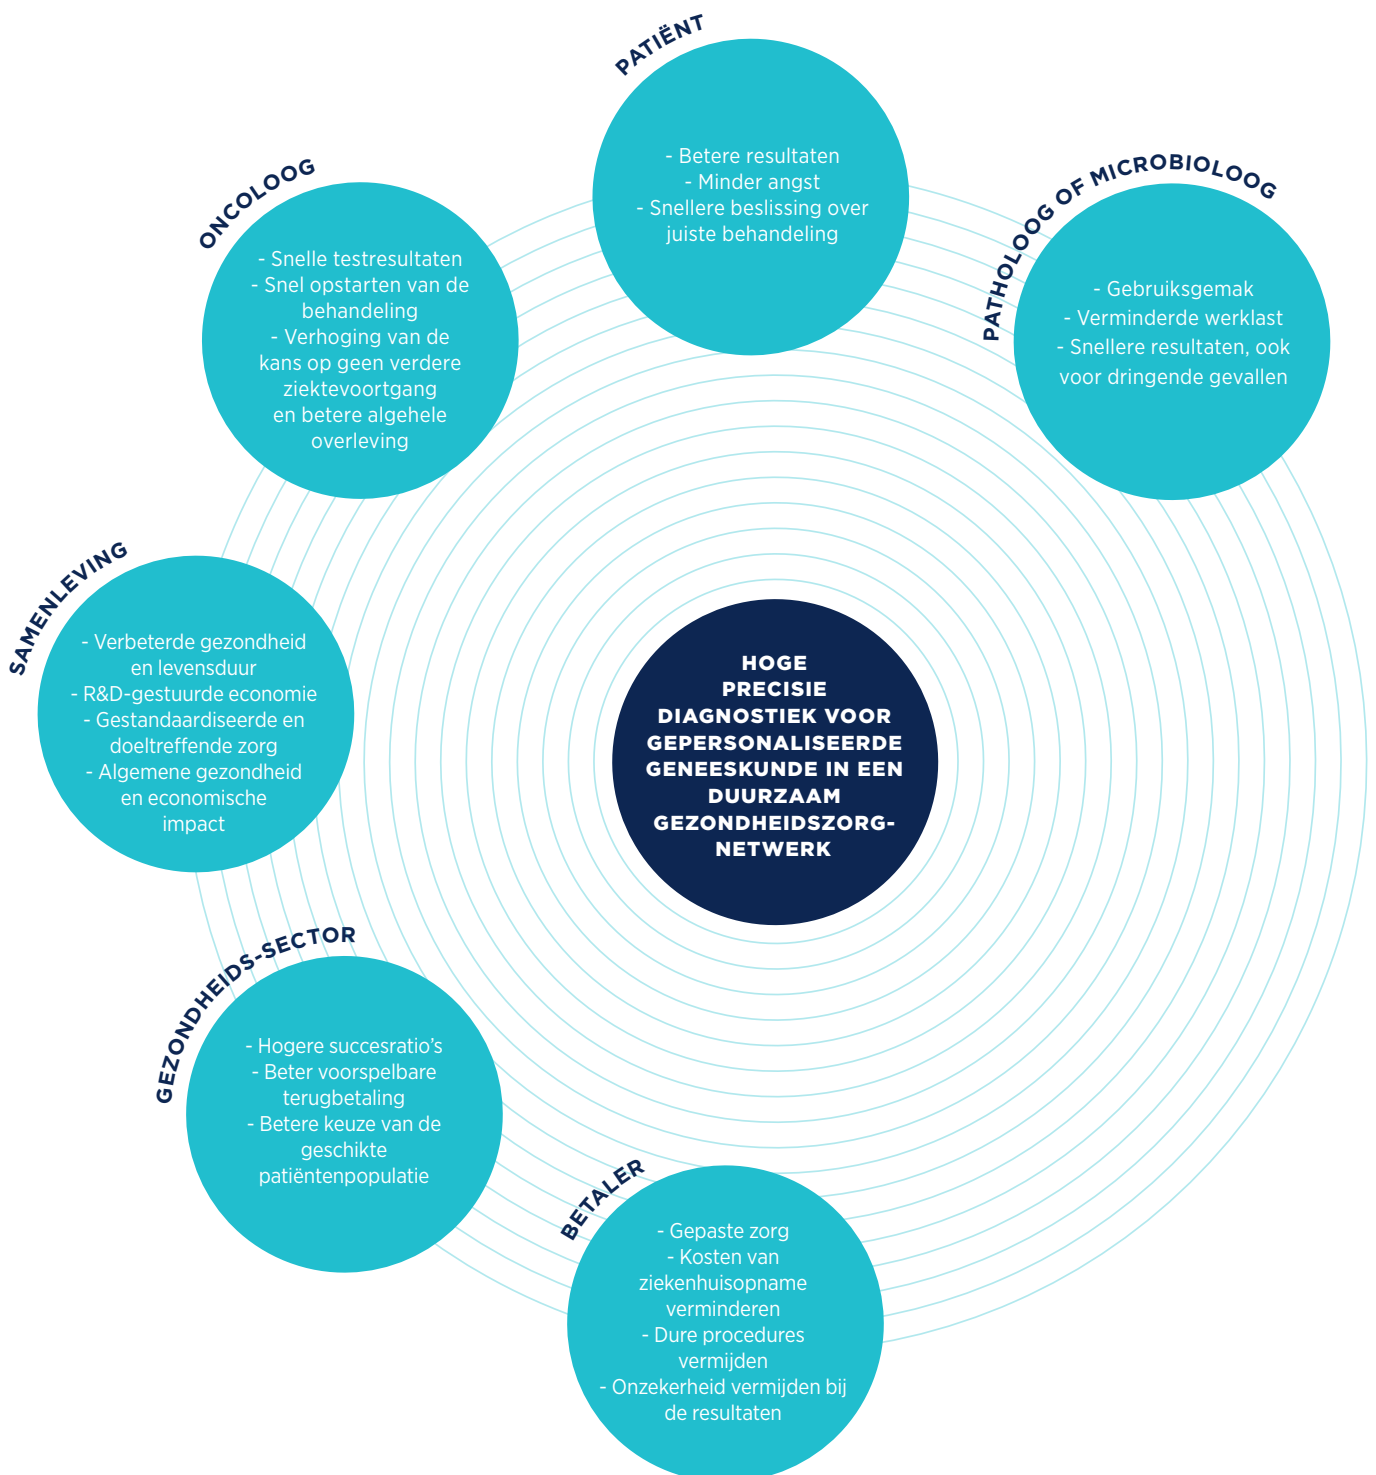 PATIËNT
- Betere resultaten
- Minder angst
- Snellere beslissing over
juiste behandeling
PATHOLOOG OF MICROBIOLOOG
- Gebruiksgemak
- Verminderde werklast
- Snellere resultaten, ook
voor dringende gevallen
ONCOLOOG
- Snelle testresultaten
- Snel opstarten van de
behandeling
- Verhoging van de
kans op geen verdere
ziektevoortgang
en betere algehele
overleving
SAMENLEVING
- Verbeterde gezondheid
en levensduur
- R&D-gestuurde economie
- Gestandaardiseerde en
doeltreffende zorg
- Algemene gezondheid
en economische
impact
HOGE
PRECISIE
DIAGNOSTIEK VOOR
GEPERSONALISEERDE
GENEESKUNDE IN EEN
DUURZAAM
GEZONDHEIDSZORG-
NETWERK
GEZONDHEIDS-SECTOR
- Hogere succesratio’s
- Beter voorspelbare
terugbetaling
- Betere keuze van de
geschikte
patiëntenpopulatie
BETALER
- Gepaste zorg
- Kosten van
ziekenhuisopname
verminderen
- Dure procedures
vermijden
- Onzekerheid vermijden bij
de resultaten